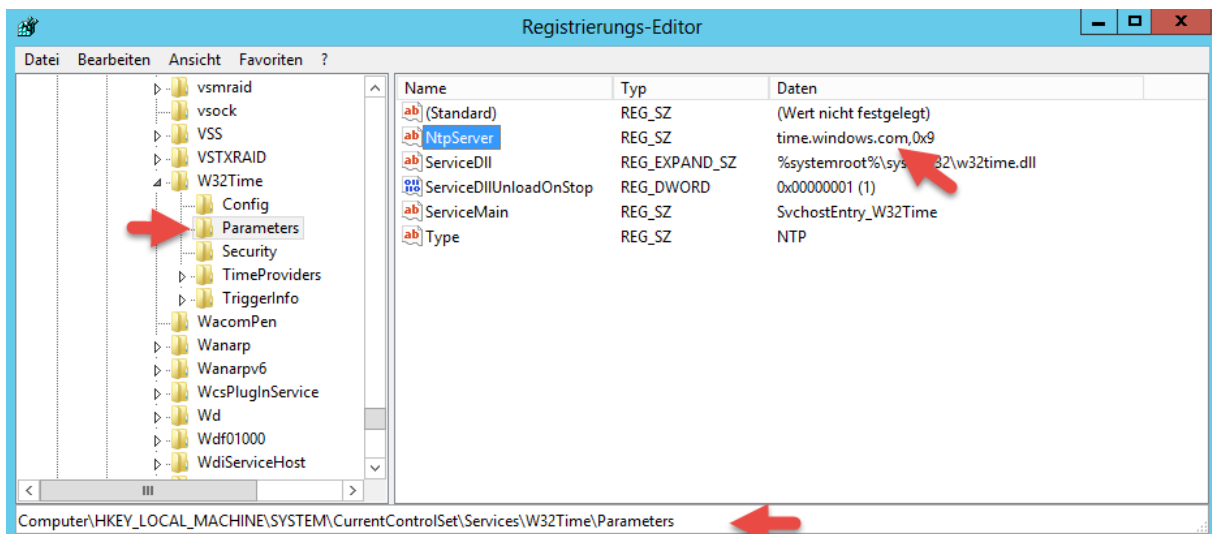 Registrierungs-Editor
Datei Bearbeiten Ansicht Favoriten ?
vsmraid
vsock
VSS
VSTXRAID
W32Time
Config
Parameters
Security
TimeProviders
TriggerInfo
WacomPen
Wanarp
Wanarpv6
WcsPlugInService
Wd
Wdf01000
WdiServiceHost
Name Typ Daten
(Standard) REG_SZ (Wert nicht festgelegt)
NtpServer REG_SZ time.windows.com,0x9
ServiceDll REG_EXPAND_SZ %systemroot%\sys 32\w32time.dll
ServiceDllUnloadOnStop REG_DWORD 0x00000001 (1)
ServiceMain REG_SZ SvchostEntry_W32Time
Type REG_SZ NTP
Computer\HKEY_LOCAL_MACHINE\SYSTEM\CurrentControlSet\Services\W32Time\Parameters